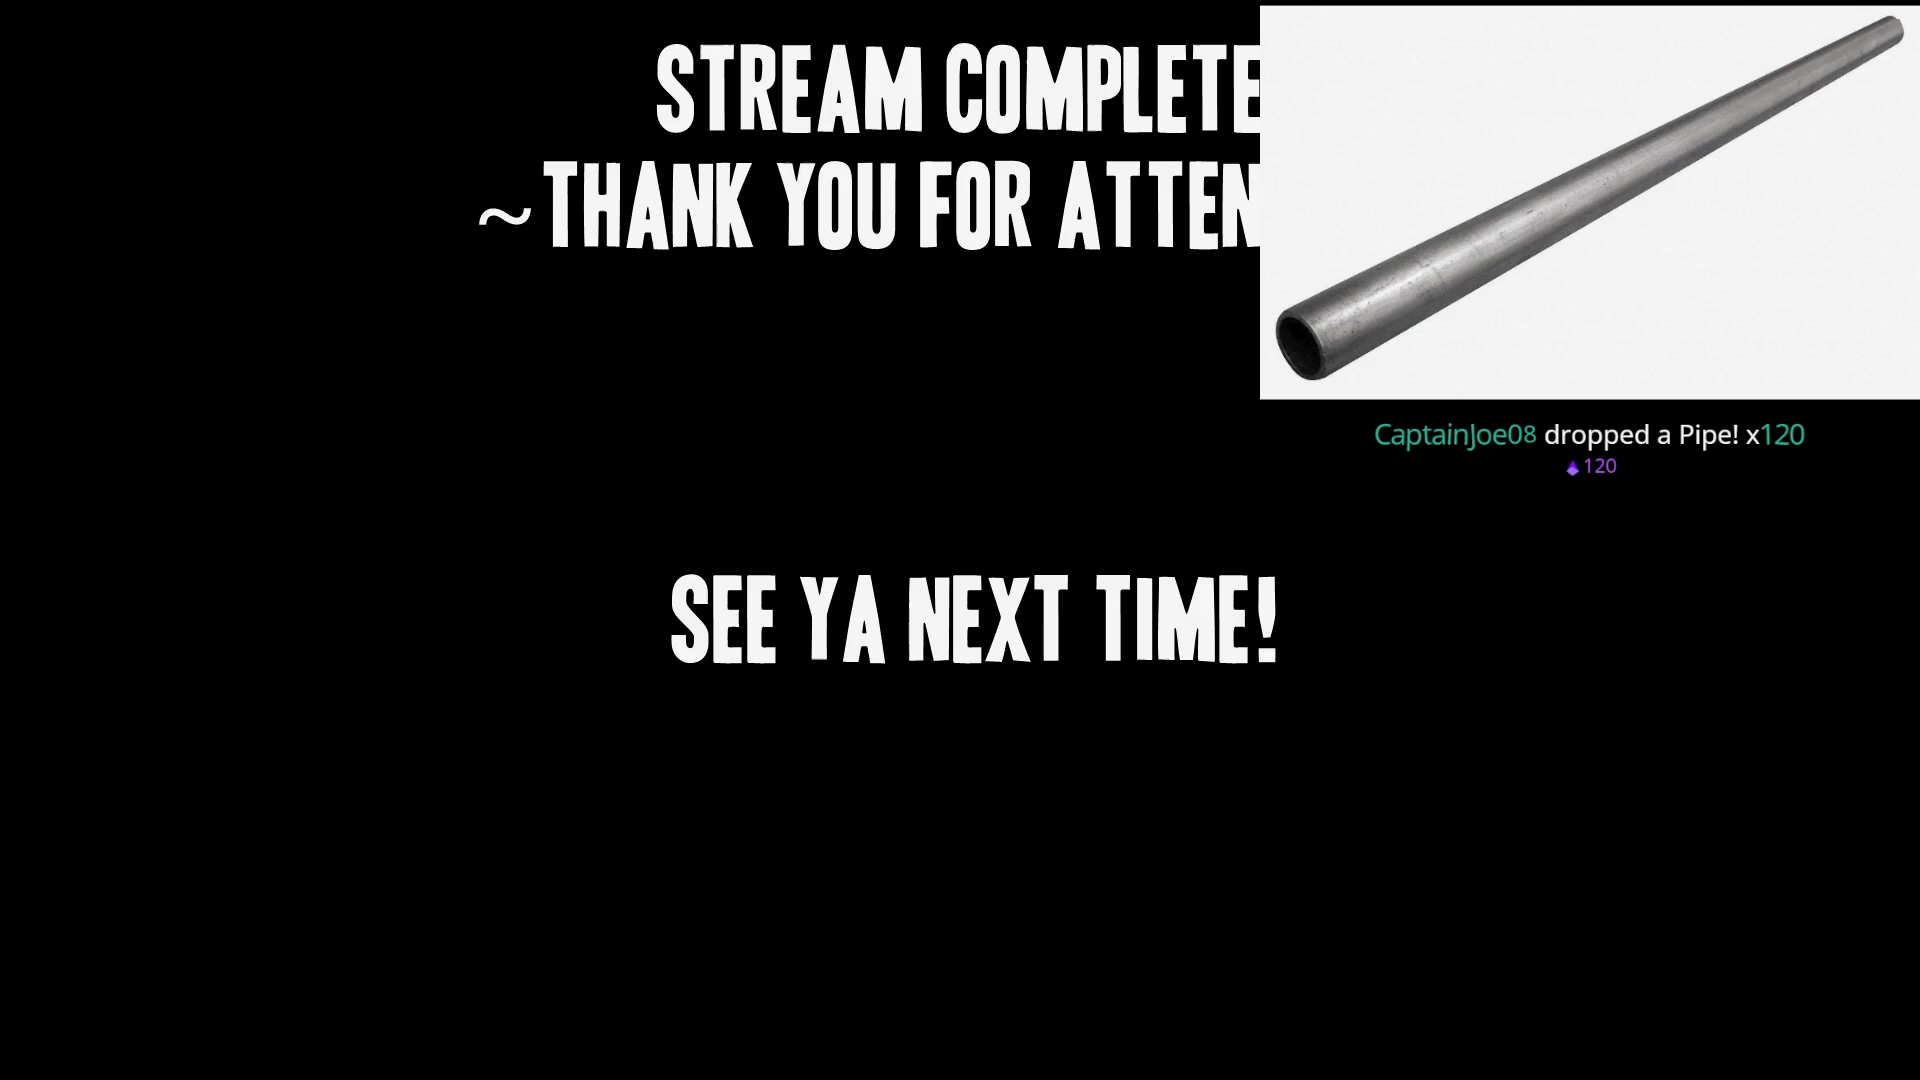 STREAM COMPLETE
~THANK YOU FOR ATTEN
CaptainJoe08 dropped a Pipe! x120
120
SEE YA NEXT TIME!